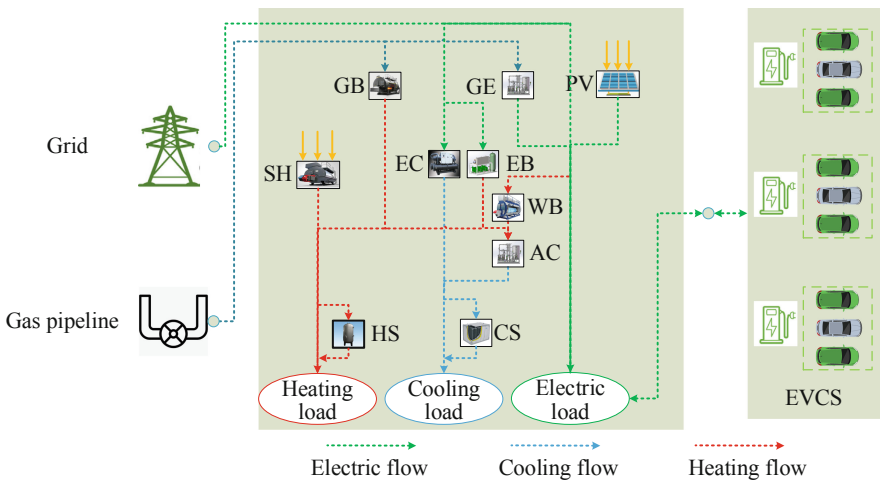 GB
GE
PV
Grid
SH
EC
EB
WB
AC
Gas pipeline
HS
CS
Heating
load
Cooling
load
Electric
load
EVCS
Electric flow
Cooling flow
Heating flow